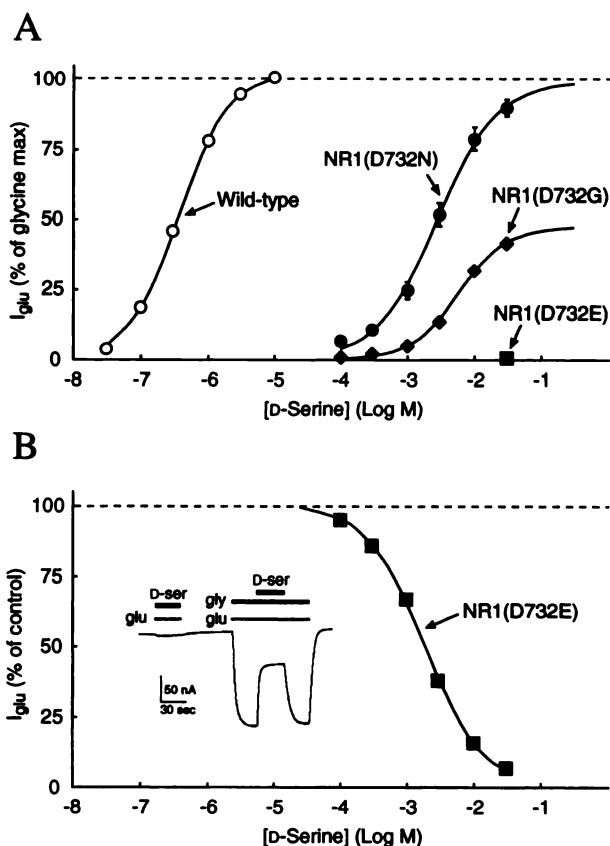 A
I glu (% of glycine max)
100
75
50
25
0
Wild-type
NR1(D732N)
NR1(D732G)
NR1(D732E)
-8 -7 -6 -5 -4 -3 -2 -1
[D-Serine] (Log M)
B
I glu (% of control)
100
75
50
25
0
D-ser
glu
D-ser
gly
glu
50 nA
30 sec
NR1(D732E)
-8 -7 -6 -5 -4 -3 -2 -1
[D-Serine] (Log M)